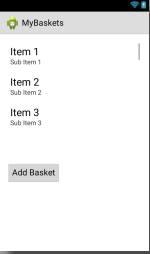 MyBaskets
Item 1
Sub Item 1
Item 2
Sub Item 2
Item 3
Sub Item 3
Add Basket